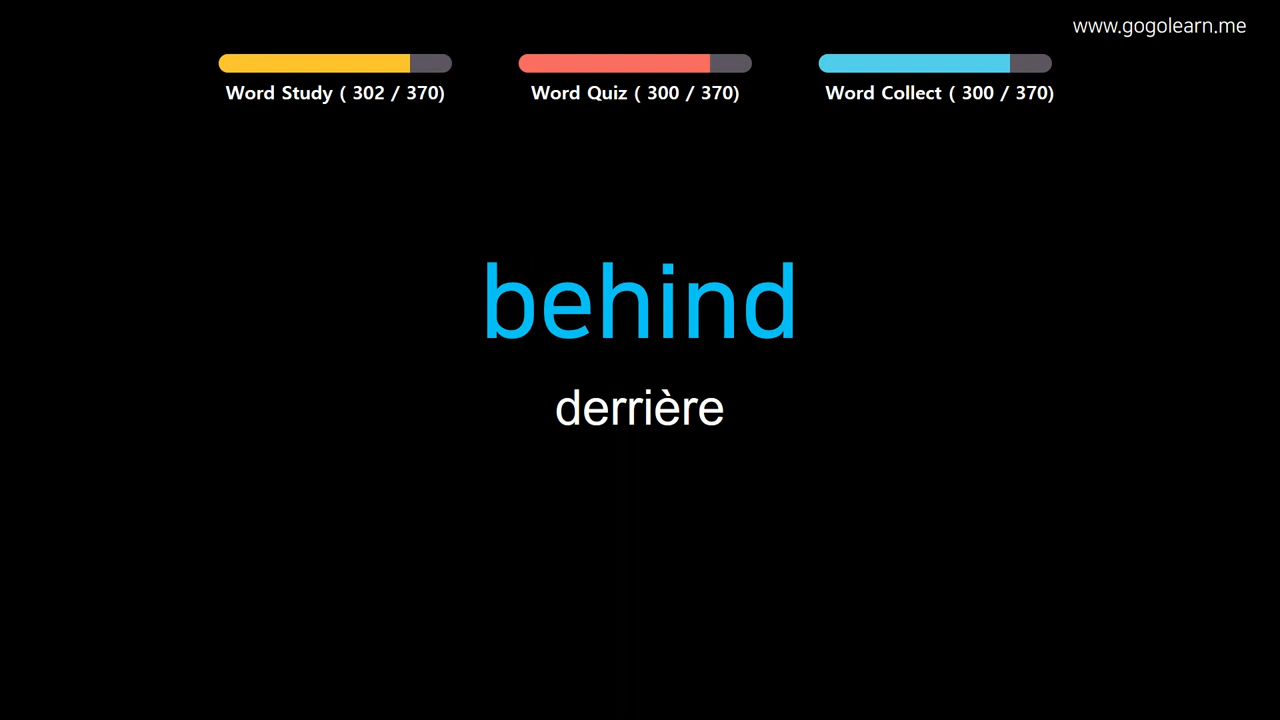 www.gogolearn.me
Word Study ( 302 / 370)
Word Quiz ( 300 / 370)
Word Collect ( 300 / 370)
behind
derrière